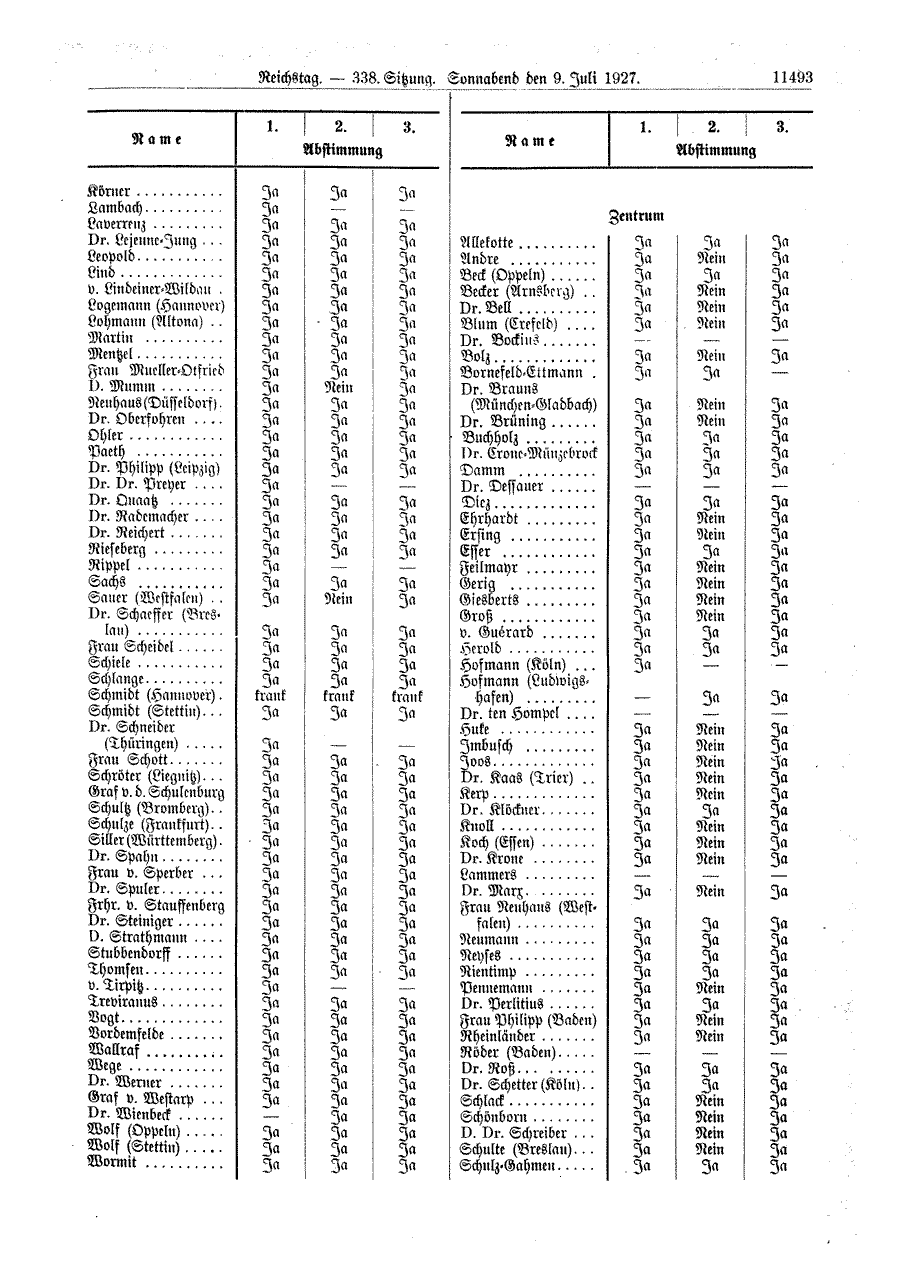 Reichstag. — 338. Sitzung. Sonnabend den 9. Juli 1927. 11493
Name 1. 2. 3.
Abstimmung
Körner . . . . . . . . . . . Ja Ja Ja
Lambach . . . . . . . . . . Ja — —
Laverrenz . . . . . . . . . Ja Ja Ja
Dr. Lejeune-Jung . . . Ja Ja Ja
Leopold . . . . . . . . . . . Ja Ja Ja
Lind . . . . . . . . . . . . . Ja Ja Ja
v. Lindeiner-Wildau . Ja Ja Ja
Logemann (Hannover) Ja Ja Ja
Lohmann (Altona) . . Ja Ja Ja
Martin . . . . . . . . . . Ja Ja Ja
Mentzel . . . . . . . . . . . Ja Ja Ja
Frau Mueller-Otfried Ja Ja Ja
D. Mumm . . . . . . . . Ja Nein Ja
Neuhaus (Düsseldorf) . Ja Ja Ja
Dr. Oberfohren . . . . Ja Ja Ja
Ohler . . . . . . . . . . . . Ja Ja Ja
Paeth . . . . . . . . . . . Ja Ja Ja
Dr. Philipp (Leipzig) Ja Ja Ja
Dr. Dr. Preyer . . . . Ja — —
Dr. Quaatz . . . . . . . Ja Ja Ja
Dr. Rademacher . . . . Ja Ja Ja
Dr. Reichert . . . . . . . Ja Ja Ja
Rieseberg . . . . . . . . . Ja Ja Ja
Rippel . . . . . . . . . . . Ja — —
Sachs . . . . . . . . . . . Ja Ja Ja
Sauer (Westfalen) . . Ja Nein Ja
Dr. Schaeffer (Bres-
lau) . . . . . . . . . . . Ja Ja Ja
Frau Scheidel . . . . . . Ja Ja Ja
Schiele . . . . . . . . . . . Ja Ja Ja
Schlange . . . . . . . . . . Ja Ja Ja
Schmidt (Hannover) . krank krank krank
Schmidt (Stettin) . . . Ja Ja Ja
Dr. Schneider
(Thüringen) . . . . . Ja — —
Frau Schott . . . . . . . Ja Ja Ja
Schröter (Liegnitz) . . . Ja Ja Ja
Graf v. d. Schulenburg Ja Ja Ja
Schultz (Bromberg) . . Ja Ja Ja
Schulze (Frankfurt) . . Ja Ja Ja
Siller (Württemberg) . Ja Ja Ja
Dr. Spahn . . . . . . . . Ja Ja Ja
Frau v. Sperber . . . Ja Ja Ja
Dr. Spuler . . . . . . . . Ja Ja Ja
Frhr. v. Stauffenberg Ja Ja Ja
Dr. Steiniger . . . . . . Ja Ja Ja
D. Strathmann . . . . Ja Ja Ja
Stubbendorff . . . . . . Ja Ja Ja
Thomsen . . . . . . . . . . Ja Ja Ja
v. Tirpitz . . . . . . . . . . Ja — —
Treviranus . . . . . . . . Ja Ja Ja
Vogt . . . . . . . . . . . . . Ja Ja Ja
Vordemfelde . . . . . . . Ja Ja Ja
Wallraf . . . . . . . . . . Ja Ja Ja
Wege . . . . . . . . . . . . Ja Ja Ja
Dr. Werner . . . . . . . Ja Ja Ja
Graf v. Westarp . . . Ja Ja Ja
Dr. Wienbeck . . . . . . — Ja Ja
Wolf (Oppeln) . . . . . Ja Ja Ja
Wolf (Stettin) . . . . . Ja Ja Ja
Wormit . . . . . . . . . . Ja Ja Ja
Name 1. 2. 3.
Abstimmung
Zentrum
Allekotte . . . . . . . . . . Ja Ja Ja
Andre . . . . . . . . . . . Ja Nein Ja
Beck (Oppeln) . . . . . . Ja Ja Ja
Becker (Arnsberg) . . Ja Nein Ja
Dr. Bell . . . . . . . . . . Ja Nein Ja
Blum (Crefeld) . . . . Ja Nein Ja
Dr. Bockius . . . . . . . — — —
Bolz . . . . . . . . . . . . . Ja Nein Ja
Bornefeld-Ettmann . Ja Ja —
Dr. Brauns
(München-Gladbach) Ja Nein Ja
Dr. Brüning . . . . . . Ja Nein Ja
Buchholz . . . . . . . . . Ja Ja Ja
Dr. Crone-Münzebrock Ja Ja Ja
Damm . . . . . . . . . . Ja Ja Ja
Dr. Dessauer . . . . . . — — —
Diez . . . . . . . . . . . . . Ja Ja Ja
Ehrhardt . . . . . . . . . Ja Nein Ja
Ersing . . . . . . . . . . . Ja Nein Ja
Esser . . . . . . . . . . . . Ja Ja Ja
Feilmayr . . . . . . . . . Ja Nein Ja
Gerig . . . . . . . . . . . Ja Nein Ja
Giesberts . . . . . . . . . Ja Nein Ja
Groß . . . . . . . . . . . . Ja Nein Ja
v. Guérard . . . . . . . Ja Ja Ja
Herold . . . . . . . . . . . Ja Ja Ja
Hofmann (Köln) . . . Ja — —
Hofmann (Ludwigs-
hafen) . . . . . . . . . — Ja Ja
Dr. ten Hompel . . . . — — —
Huke . . . . . . . . . . . . Ja Nein Ja
Imbusch . . . . . . . . . Ja Nein Ja
Joos . . . . . . . . . . . . . Ja Nein Ja
Dr. Kaas (Trier) . . Ja Nein Ja
Kerp . . . . . . . . . . . . . Ja Nein Ja
Dr. Klöckner . . . . . . . Ja Ja Ja
Knoll . . . . . . . . . . . . Ja Nein Ja
Koch (Essen) . . . . . . . Ja Nein Ja
Dr. Krone . . . . . . . . Ja Nein Ja
Lammers . . . . . . . . . — — —
Dr. Marx . . . . . . . . Ja Nein Ja
Frau Neuhaus (West-
falen) . . . . . . . . . . Ja Ja Ja
Neumann . . . . . . . . . Ja Ja Ja
Neyses . . . . . . . . . . . Ja Ja Ja
Rientimp . . . . . . . . . Ja Ja Ja
Pennemann . . . . . . . Ja Nein Ja
Dr. Perlitius . . . . . . Ja Ja Ja
Frau Philipp (Baden) Ja Nein Ja
Rheinländer . . . . . . . Ja Nein Ja
Röder (Baden) . . . . . — — —
Dr. Roß . . . . . . . . . Ja Ja Ja
Dr. Schetter (Köln) . . Ja Ja Ja
Schlack . . . . . . . . . . . Ja Nein Ja
Schönborn . . . . . . . . Ja Nein Ja
D. Dr. Schreiber . . . Ja Nein Ja
Schulte (Breslau) . . . Ja Nein Ja
Schulz-Gahmen . . . . . Ja Ja Ja